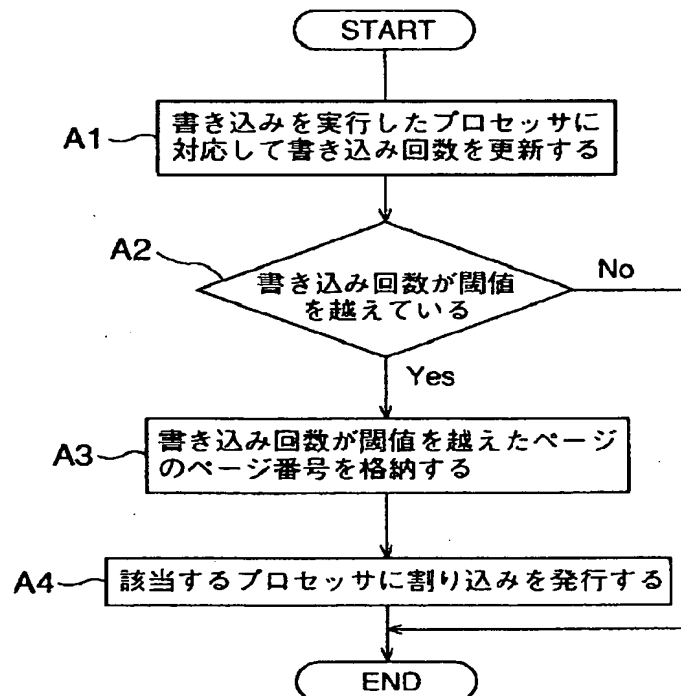 START
A1
書き込みを実行したプロセッサに
対応して書き込み回数を更新する
A2
書き込み回数が閾値
を越えている
No
Yes
A3
書き込み回数が閾値を越えたページ
のページ番号を格納する
A4
該当するプロセッサに割り込みを発行する
END